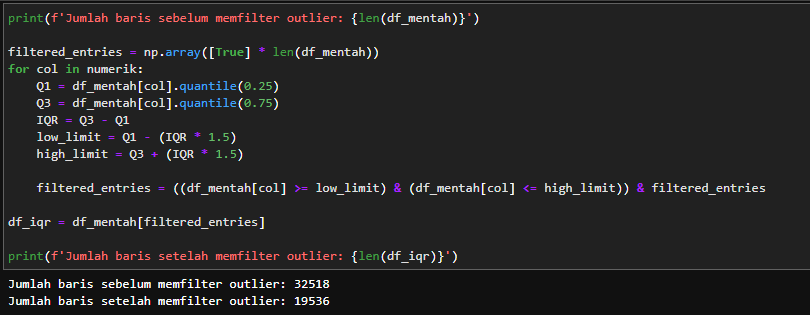 print(f'Jumlah baris sebelum memfilter outlier: {len(df_mentah)}')
filtered_entries = np.array([True] * len(df_mentah))
for col in numerik:
    Q1 = df_mentah[col].quantile(0.25)
    Q3 = df_mentah[col].quantile(0.75)
    IQR = Q3 - Q1
    low_limit = Q1 - (IQR * 1.5)
    high_limit = Q3 + (IQR * 1.5)
    filtered_entries = ((df_mentah[col] >= low_limit) & (df_mentah[col] <= high_limit)) & filtered_entries
df_iqr = df_mentah[filtered_entries]
print(f'Jumlah baris setelah memfilter outlier: {len(df_iqr)}')
Jumlah baris sebelum memfilter outlier: 32518
Jumlah baris setelah memfilter outlier: 19536